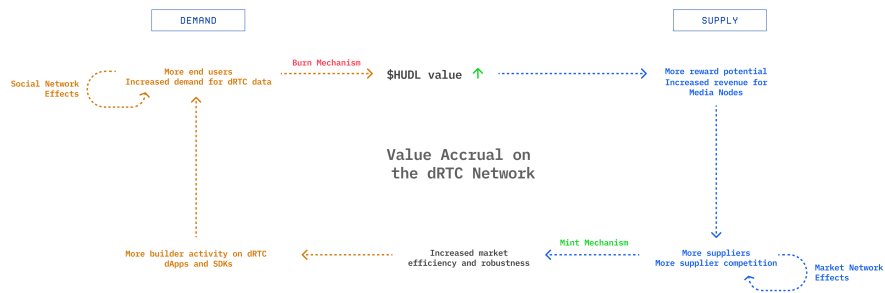 DEMAND
SUPPLY
Burn Mechanism
More end users
Increased demand for dRTC data
$HUDL value
More reward potential
Increased revenue for
Media Nodes
Social Network
Effects
Value Accrual on
the dRTC Network
Mint Mechanism
More builder activity on dRTC
dApps and SDKs
Increased market
efficiency and robustness
More suppliers
More supplier competition
Market Network
Effects